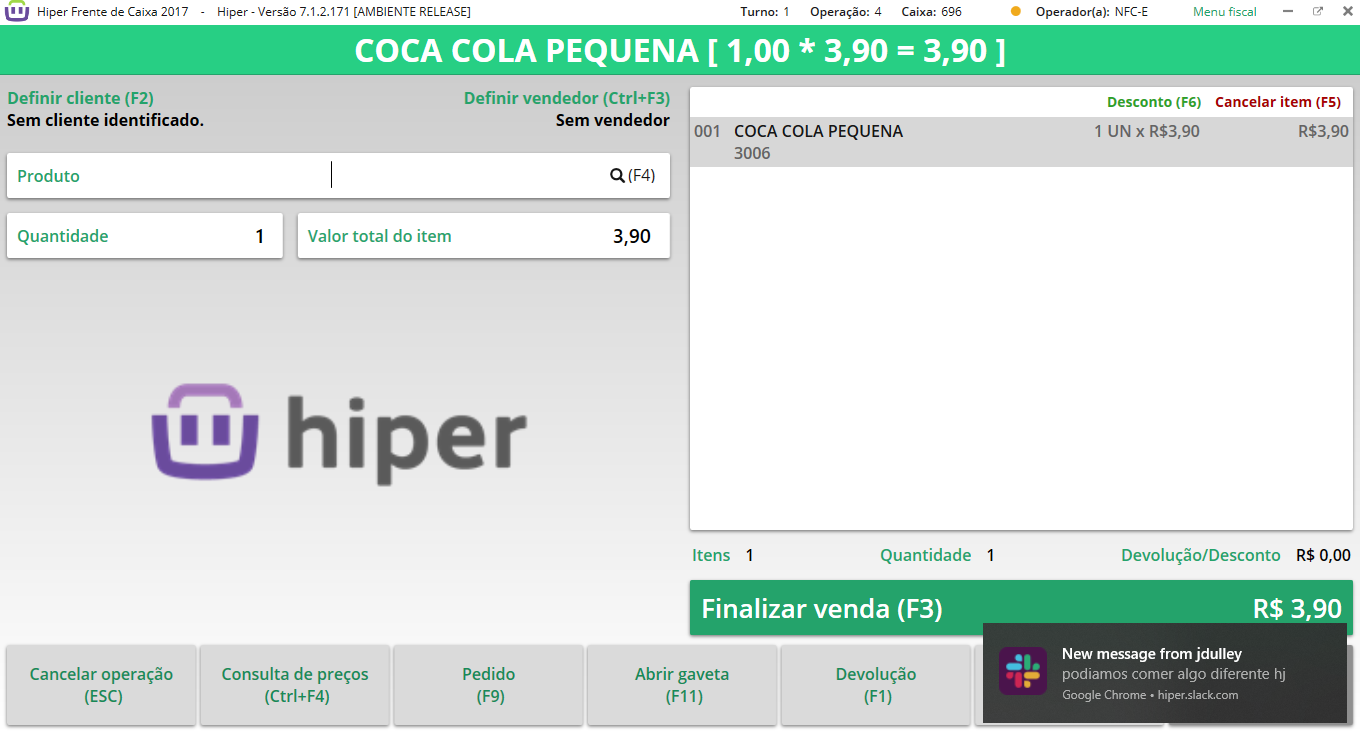 Hiper Frente de Caixa 2017 - Hiper - Versão 7.1.2.171 [AMBIENTE RELEASE] Turno: 1 Operação: 4 Caixa: 696 Operador(a): NFC-E Menu fiscal
COCA COLA PEQUENA [ 1,00 * 3,90 = 3,90 ]
Definir cliente (F2) Definir vendedor (Ctrl+F3)
Sem cliente identificado. Sem vendedor
Produto (F4)
Quantidade 1 Valor total do item 3,90
hiper
Desconto (F6) Cancelar item (F5)
001 COCA COLA PEQUENA 1 UN x R$3,90 R$3,90
3006
Itens 1 Quantidade 1 Devolução/Desconto R$ 0,00
Finalizar venda (F3) R$ 3,90
Cancelar operação
(ESC)
Consulta de preços
(Ctrl+F4)
Pedido
(F9)
Abrir gaveta
(F11)
Devolução
(F1)
New message from jdulley
podiamos comer algo diferente hj
Google Chrome • hiper.slack.com